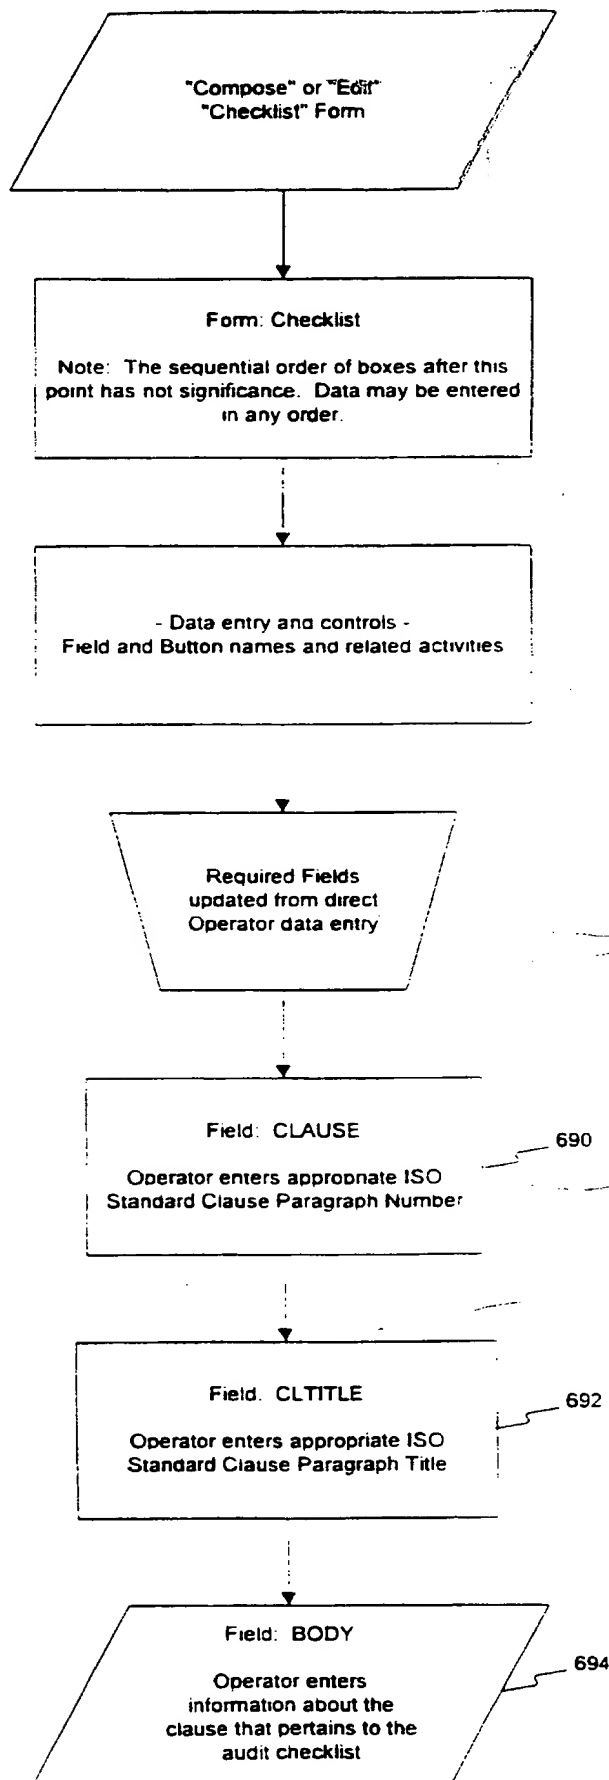 "Compose" or "Edit"
"Checklist" Form
Form: Checklist
Note: The sequential order of boxes after this
point has not significance. Data may be entered
in any order.
- Data entry and controls -
Field and Button names and related activities
Required Fields
updated from direct
Operator data entry
Field: CLAUSE
Operator enters appropriate ISO
Standard Clause Paragraph Number
690
Field. CLTITLE
Operator enters appropriate ISO
Standard Clause Paragraph Title
692
Field: BODY
Operator enters
information about the
clause that pertains to the
audit checklist
694